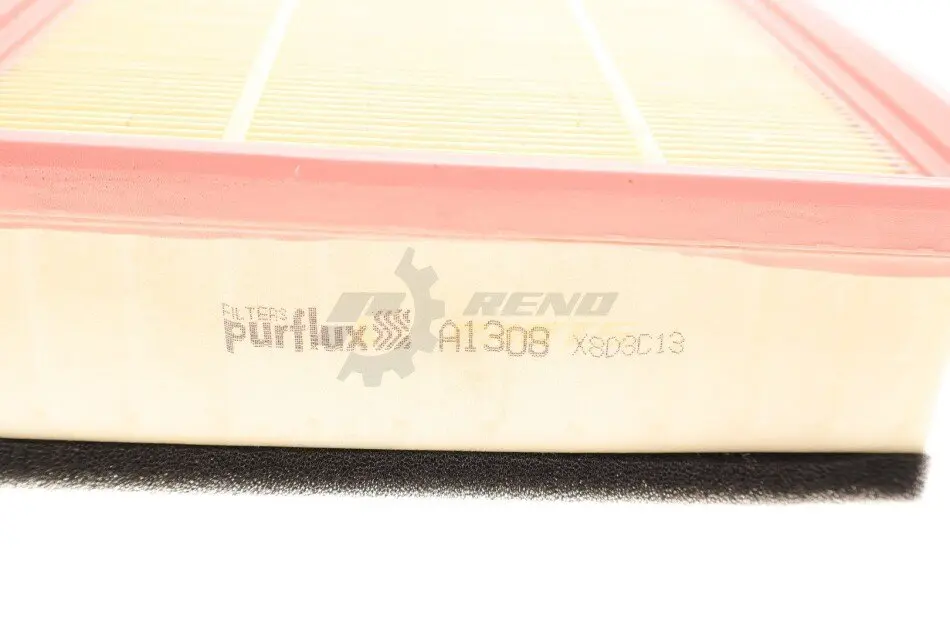 FILTERS
purflux A1308 X8D3C13
RENO